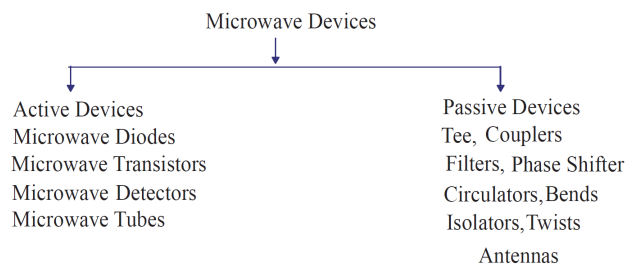 Microwave Devices
Active Devices
Microwave Diodes
Microwave Transistors
Microwave Detectors
Microwave Tubes
Passive Devices
Tee, Couplers
Filters, Phase Shifter
Circulators,Bends
Isolators,Twists
Antennas